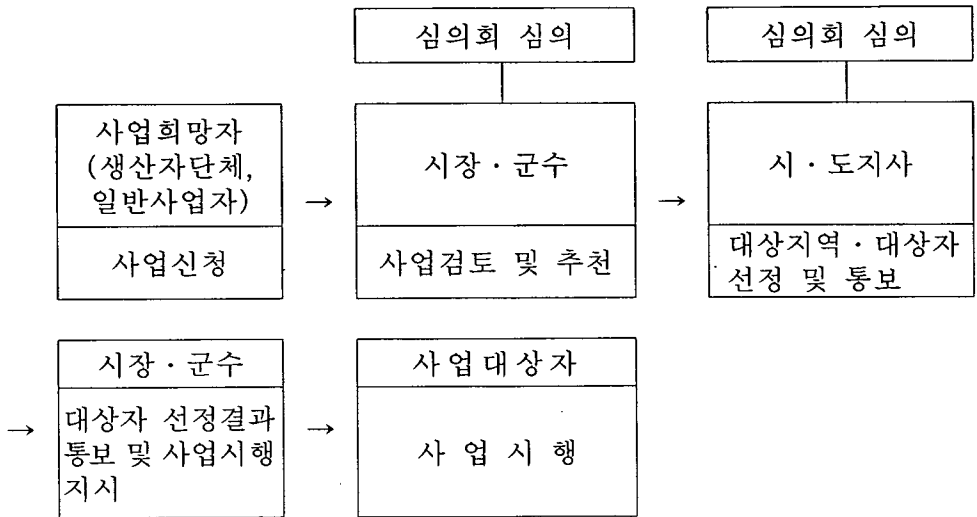 심의회 심의
심의회 심의
사업희망자
(생산자단체,
일반사업자)
사업신청
→
시장·군수
사업검토 및 추천
→
시·도지사
대상지역·대상자
선정 및 통보
→
시장·군수
대상자 선정결과
통보 및 사업시행
지시
→
사업대상자
사 업 시 행